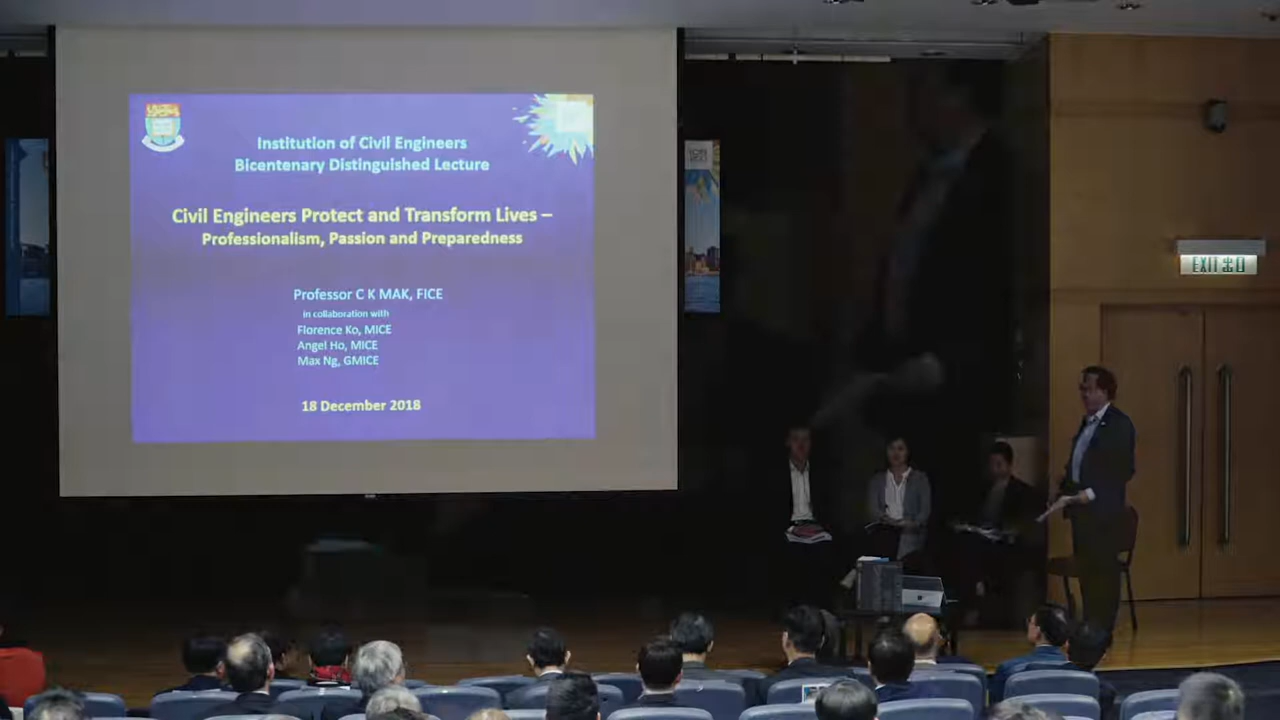 Institution of Civil Engineers
Bicentenary Distinguished Lecture
Civil Engineers Protect and Transform Lives –
Professionalism, Passion and Preparedness
Professor C K MAK, FICE
in collaboration with
Florence Ko, MICE
Angel Ho, MICE
Max Ng, GMICE
18 December 2018
EXIT 出口